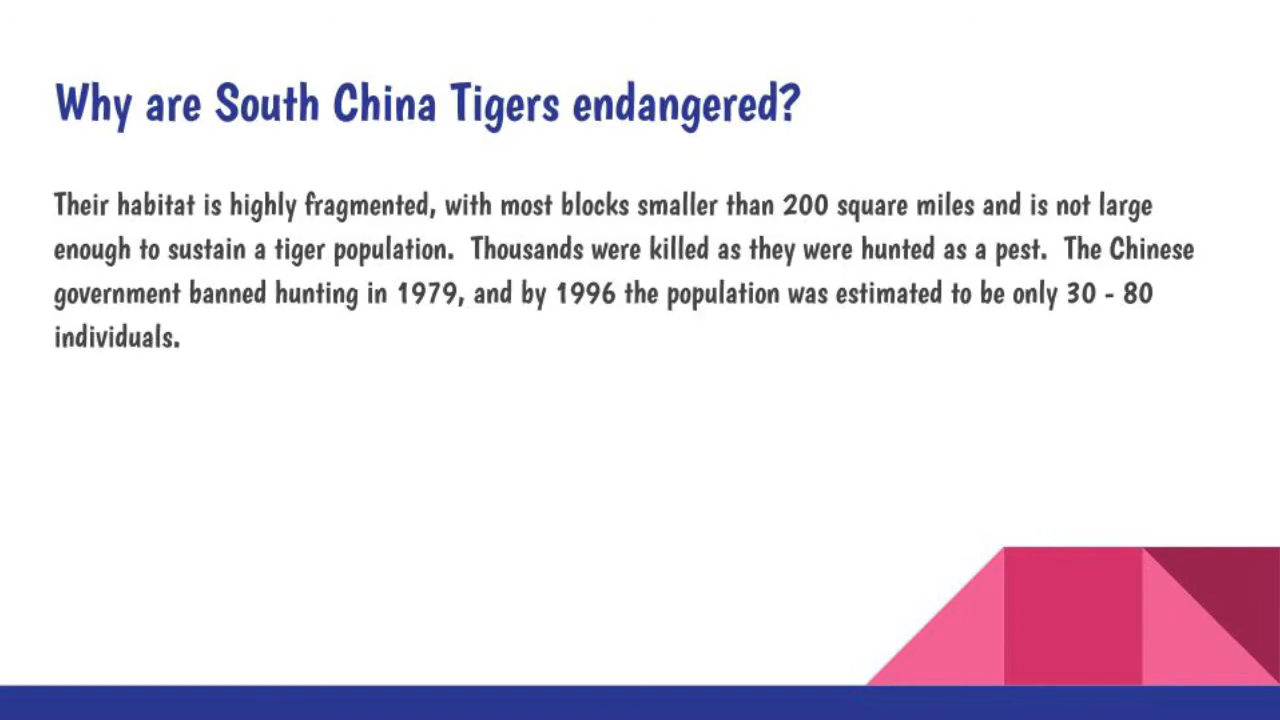 Why are South China Tigers endangered?
Their habitat is highly fragmented, with most blocks smaller than 200 square miles and is not large
enough to sustain a tiger population.  Thousands were killed as they were hunted as a pest.  The Chinese
government banned hunting in 1979, and by 1996 the population was estimated to be only 30 - 80
individuals.